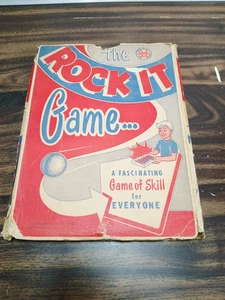 the
ROCK IT
Game...
A FASCINATING
Game of Skill
for
EVERYONE